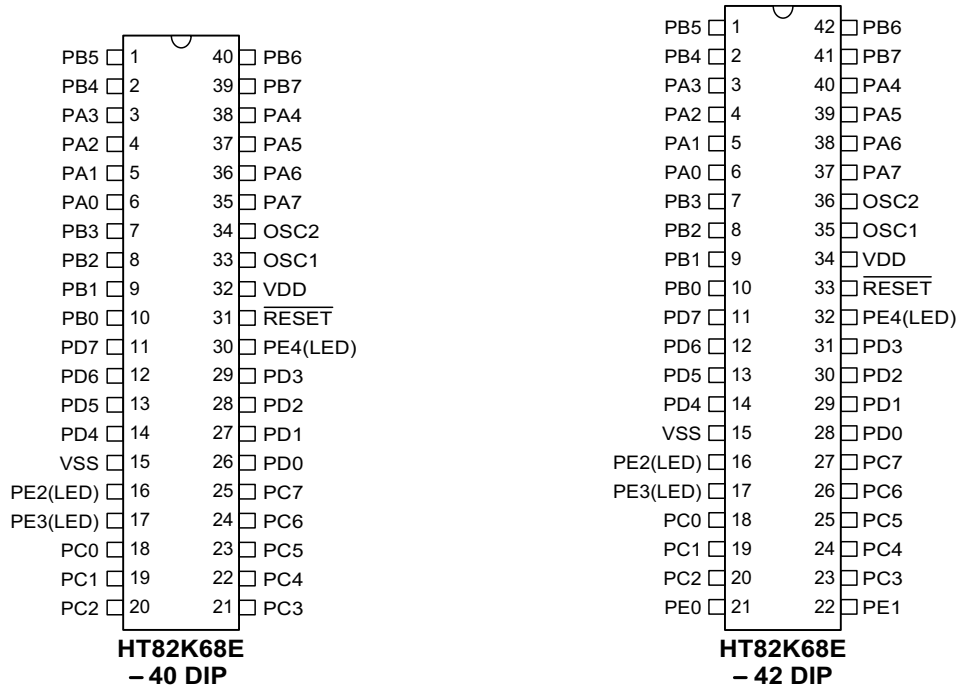 PB5 1 40 PB6
PB4 2 39 PB7
PA3 3 38 PA4
PA2 4 37 PA5
PA1 5 36 PA6
PA0 6 35 PA7
PB3 7 34 OSC2
PB2 8 33 OSC1
PB1 9 32 VDD
PB0 10 31 RESET
PD7 11 30 PE4(LED)
PD6 12 29 PD3
PD5 13 28 PD2
PD4 14 27 PD1
VSS 15 26 PD0
PE2(LED) 16 25 PC7
PE3(LED) 17 24 PC6
PC0 18 23 PC5
PC1 19 22 PC4
PC2 20 21 PC3
HT82K68E
– 40 DIP
PB5 1 42 PB6
PB4 2 41 PB7
PA3 3 40 PA4
PA2 4 39 PA5
PA1 5 38 PA6
PA0 6 37 PA7
PB3 7 36 OSC2
PB2 8 35 OSC1
PB1 9 34 VDD
PB0 10 33 RESET
PD7 11 32 PE4(LED)
PD6 12 31 PD3
PD5 13 30 PD2
PD4 14 29 PD1
VSS 15 28 PD0
PE2(LED) 16 27 PC7
PE3(LED) 17 26 PC6
PC0 18 25 PC5
PC1 19 24 PC4
PC2 20 23 PC3
PE0 21 22 PE1
HT82K68E
– 42 DIP